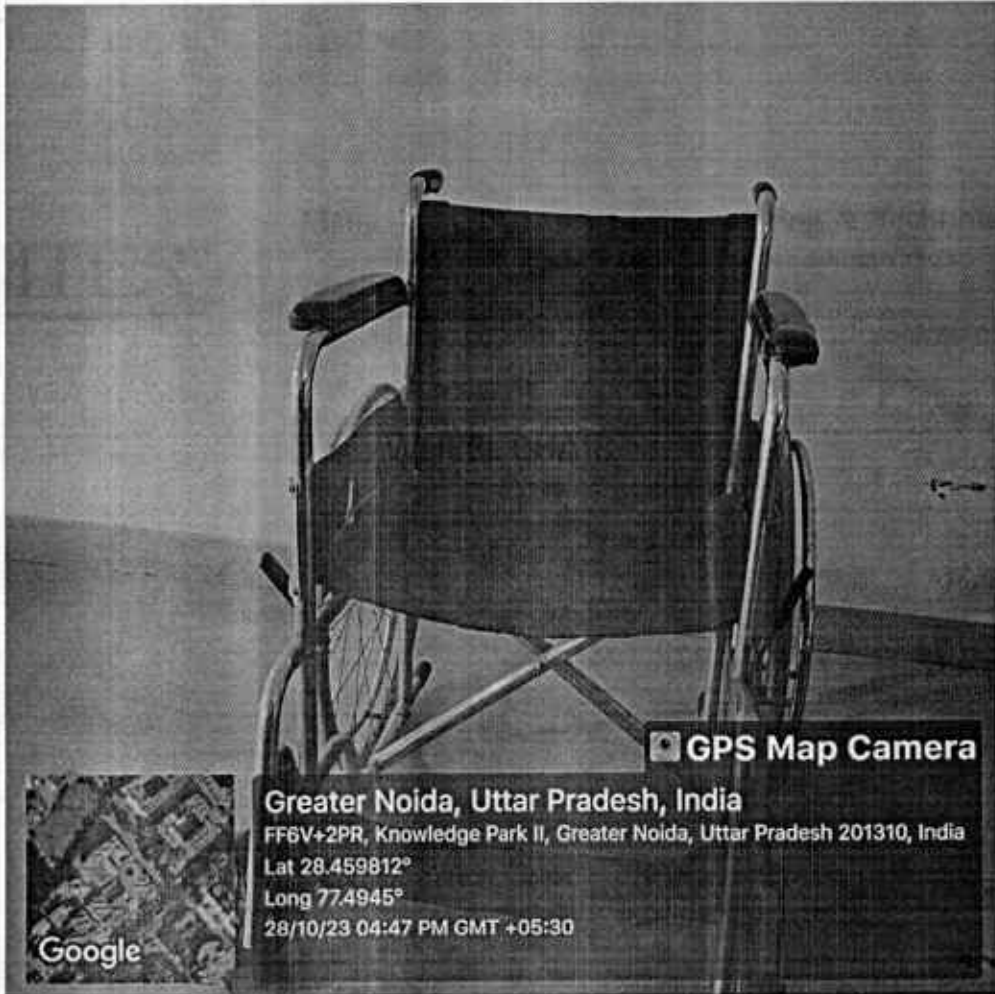 GPS Map Camera
Greater Noida, Uttar Pradesh, India
FF6V+2PR, Knowledge Park II, Greater Noida, Uttar Pradesh 201310, India
Lat 28.459812°
Long 77.4945°
28/10/23 04:47 PM GMT +05:30
Google